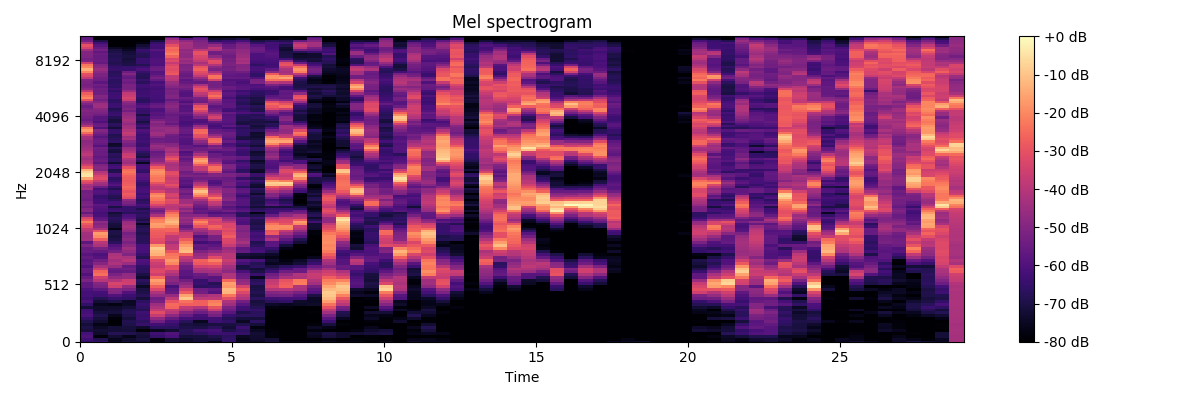 Mel spectrogram
Hz
8192
4096
2048
1024
512
0
0 5 10 15 20 25
Time
+0 dB
-10 dB
-20 dB
-30 dB
-40 dB
-50 dB
-60 dB
-70 dB
-80 dB